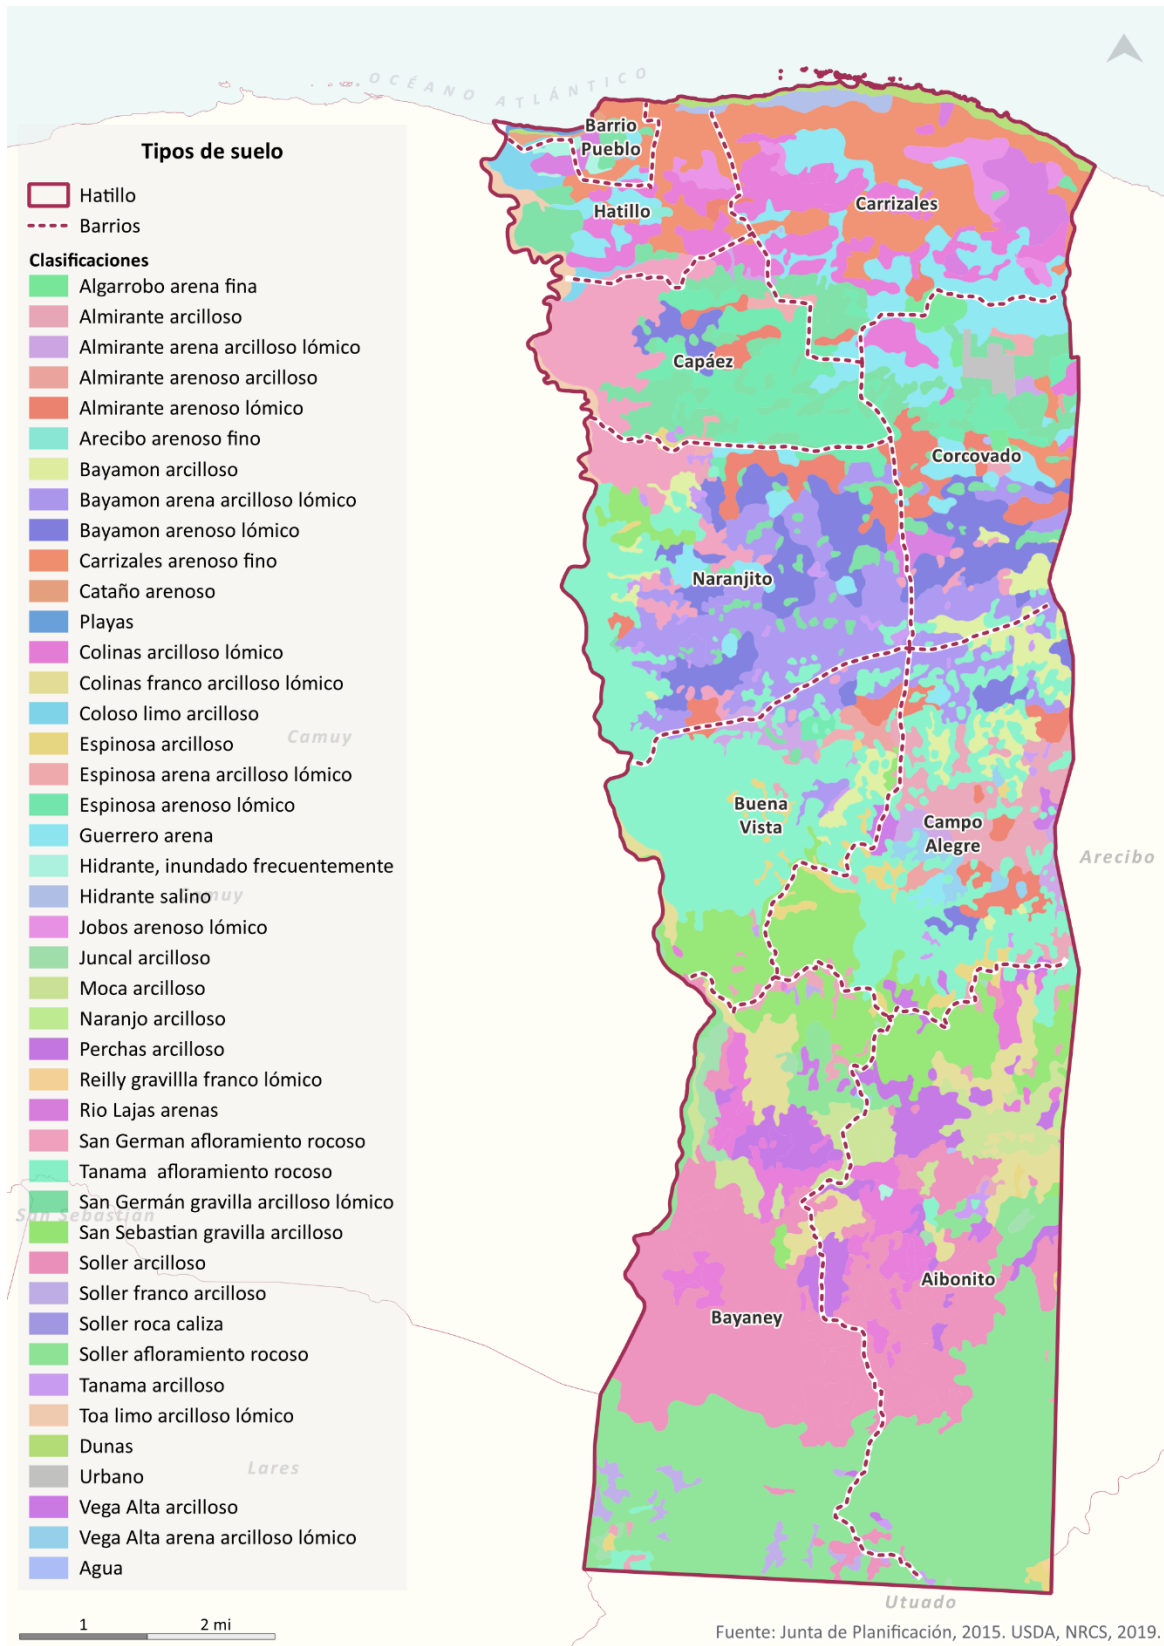 OCÉANO ATLÁNTICO
Tipos de suelo
Hatillo
Barrios
Clasificaciones
Algarrobo arena fina
Almirante arcilloso
Almirante arena arcilloso lómico
Almirante arenoso arcilloso
Almirante arenoso lómico
Arecibo arenoso fino
Bayamon arcilloso
Bayamon arena arcilloso lómico
Bayamon arenoso lómico
Carrizales arenoso fino
Cataño arenoso
Playas
Colinas arcilloso lómico
Colinas franco arcilloso lómico
Coloso limo arcilloso
Espinosa arcilloso
Espinosa arena arcilloso lómico
Espinosa arenoso lómico
Guerrero arena
Hidrante, inundado frecuentemente
Hidrante salino
Jobos arenoso lómico
Juncal arcilloso
Moca arcilloso
Naranjo arcilloso
Perchas arcilloso
Reilly gravillla franco lómico
Rio Lajas arenas
San German afloramiento rocoso
Tanama afloramiento rocoso
San Germán gravilla arcilloso lómico
San Sebastian gravilla arcilloso
Soller arcilloso
Soller franco arcilloso
Soller roca caliza
Soller afloramiento rocoso
Tanama arcilloso
Toa limo arcilloso lómico
Dunas
Urbano
Vega Alta arcilloso
Vega Alta arena arcilloso lómico
Agua
Barrio
Pueblo
Hatillo
Carrizales
Capáez
Corcovado
Naranjito
Buena
Vista
Campo
Alegre
Aibonito
Bayaney
Camuy
Camuy
Arecibo
San Sebastián
Lares
Utuado
1 2 mi
Fuente: Junta de Planificación, 2015. USDA, NRCS, 2019.